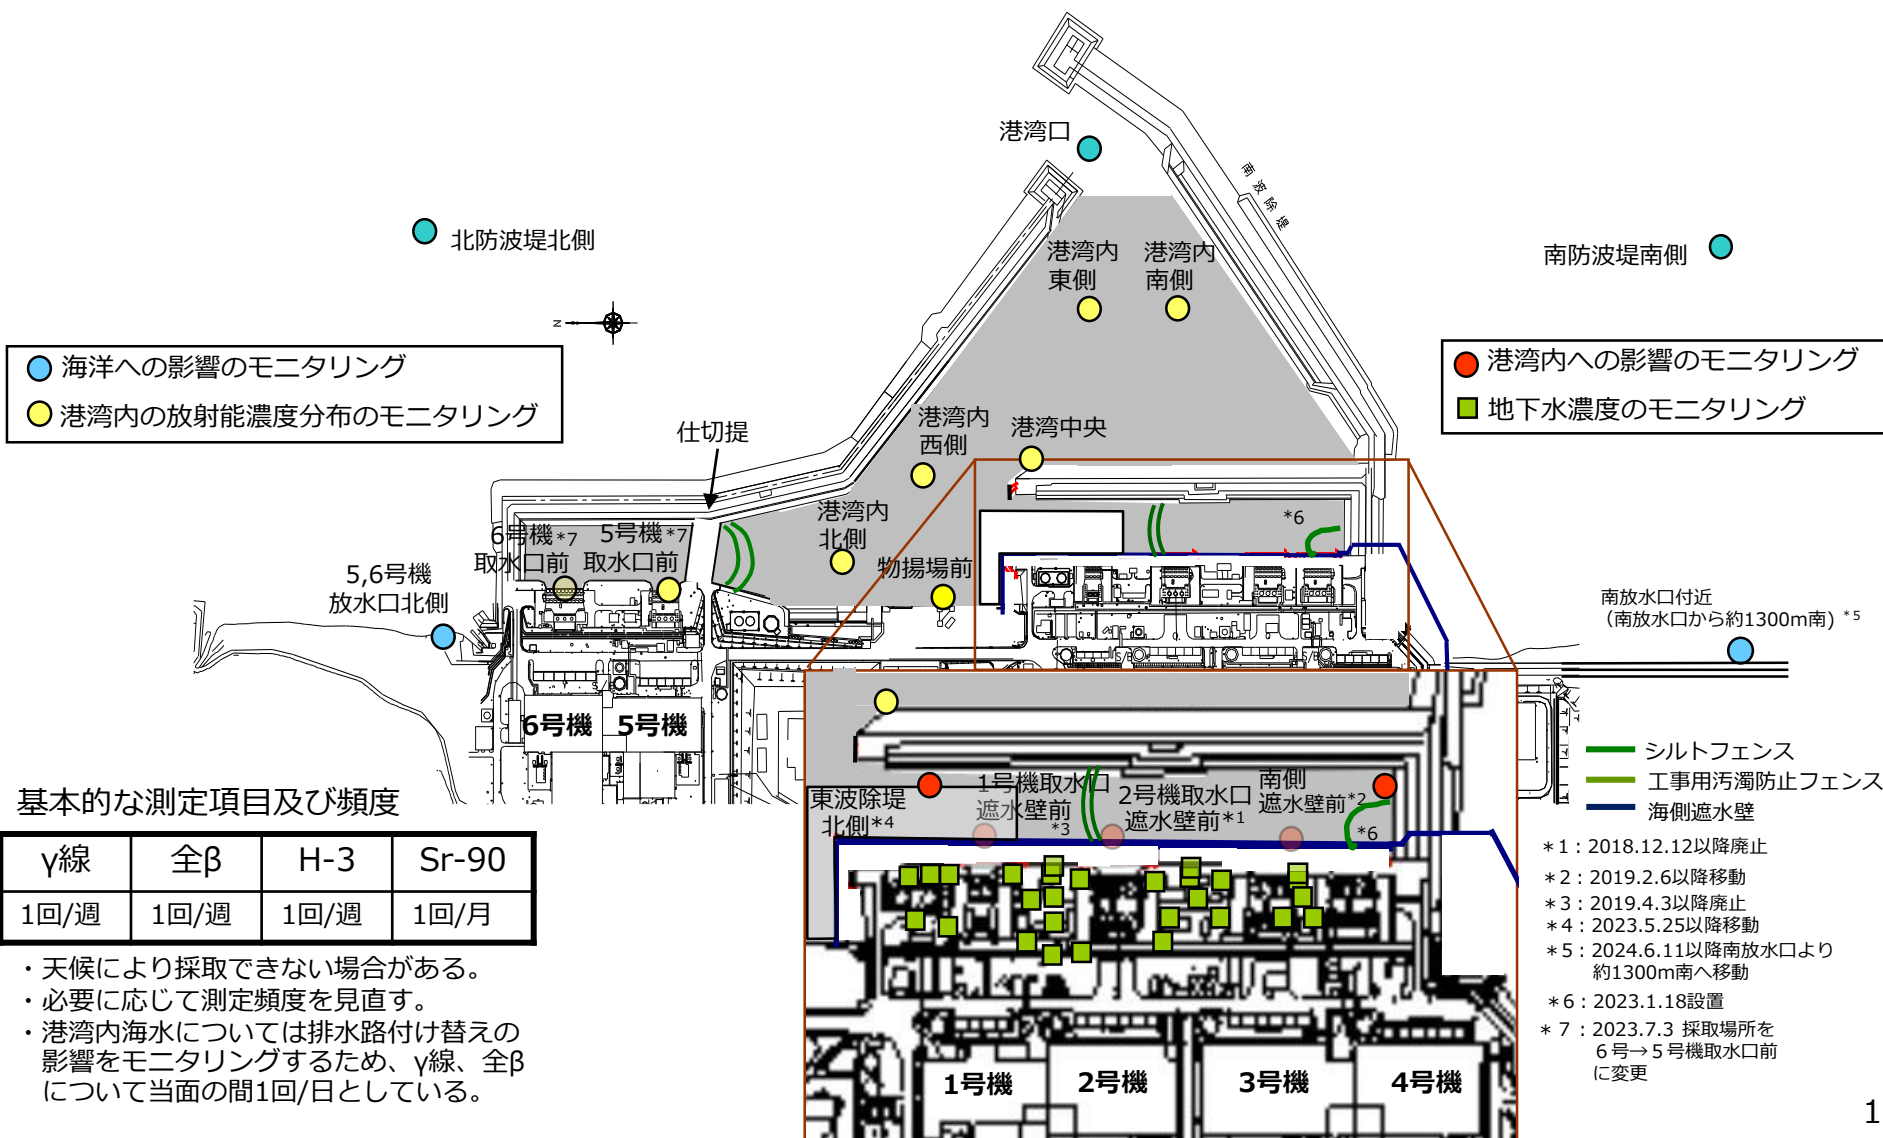 港湾口
南波除堤
北防波堤北側
南防波堤南側
港湾内
東側
港湾内
南側
N
海洋への影響のモニタリング
港湾内の放射能濃度分布のモニタリング
港湾内への影響のモニタリング
地下水濃度のモニタリング
仕切提
港湾内
西側
港湾中央
港湾内
北側
物揚場前
6号機*7
取水口前
5号機*7
取水口前
*6
5,6号機
放水口北側
南放水口付近
(南放水口から約1300m南) *5
6号機
5号機
S/B
S/B
S/B
シルトフェンス
工事用汚濁防止フェンス
海側遮水壁
東波除堤
北側*4
1号機取水口
遮水壁前
*3
2号機取水口
遮水壁前*1
南側
遮水壁前*2
*6
基本的な測定項目及び頻度
γ線 全β H-3 Sr-90
1回/週 1回/週 1回/週 1回/月
・天候により採取できない場合がある。
・必要に応じて測定頻度を見直す。
・港湾内海水については排水路付け替えの
影響をモニタリングするため、γ線、全β
について当面の間1回/日としている。
1号機
2号機
3号機
4号機
＊1：2018.12.12以降廃止
＊2：2019.2.6以降移動
＊3：2019.4.3以降廃止
＊4：2023.5.25以降移動
＊5：2024.6.11以降南放水口より
約1300m南へ移動
＊6：2023.1.18設置
＊7：2023.7.3 採取場所を
６号→５号機取水口前
に変更
1